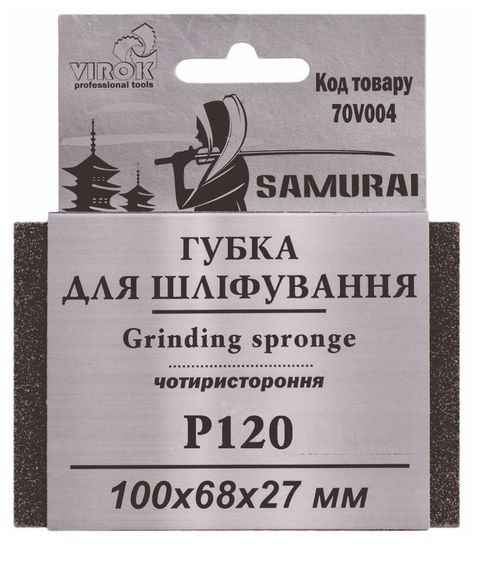 VIROK
professional tools
Код товару
70V004
SAMURAI
ГУБКА
ДЛЯ ШЛІФУВАННЯ
Grinding spronge
чотиристороння
P120
100x68x27 мм